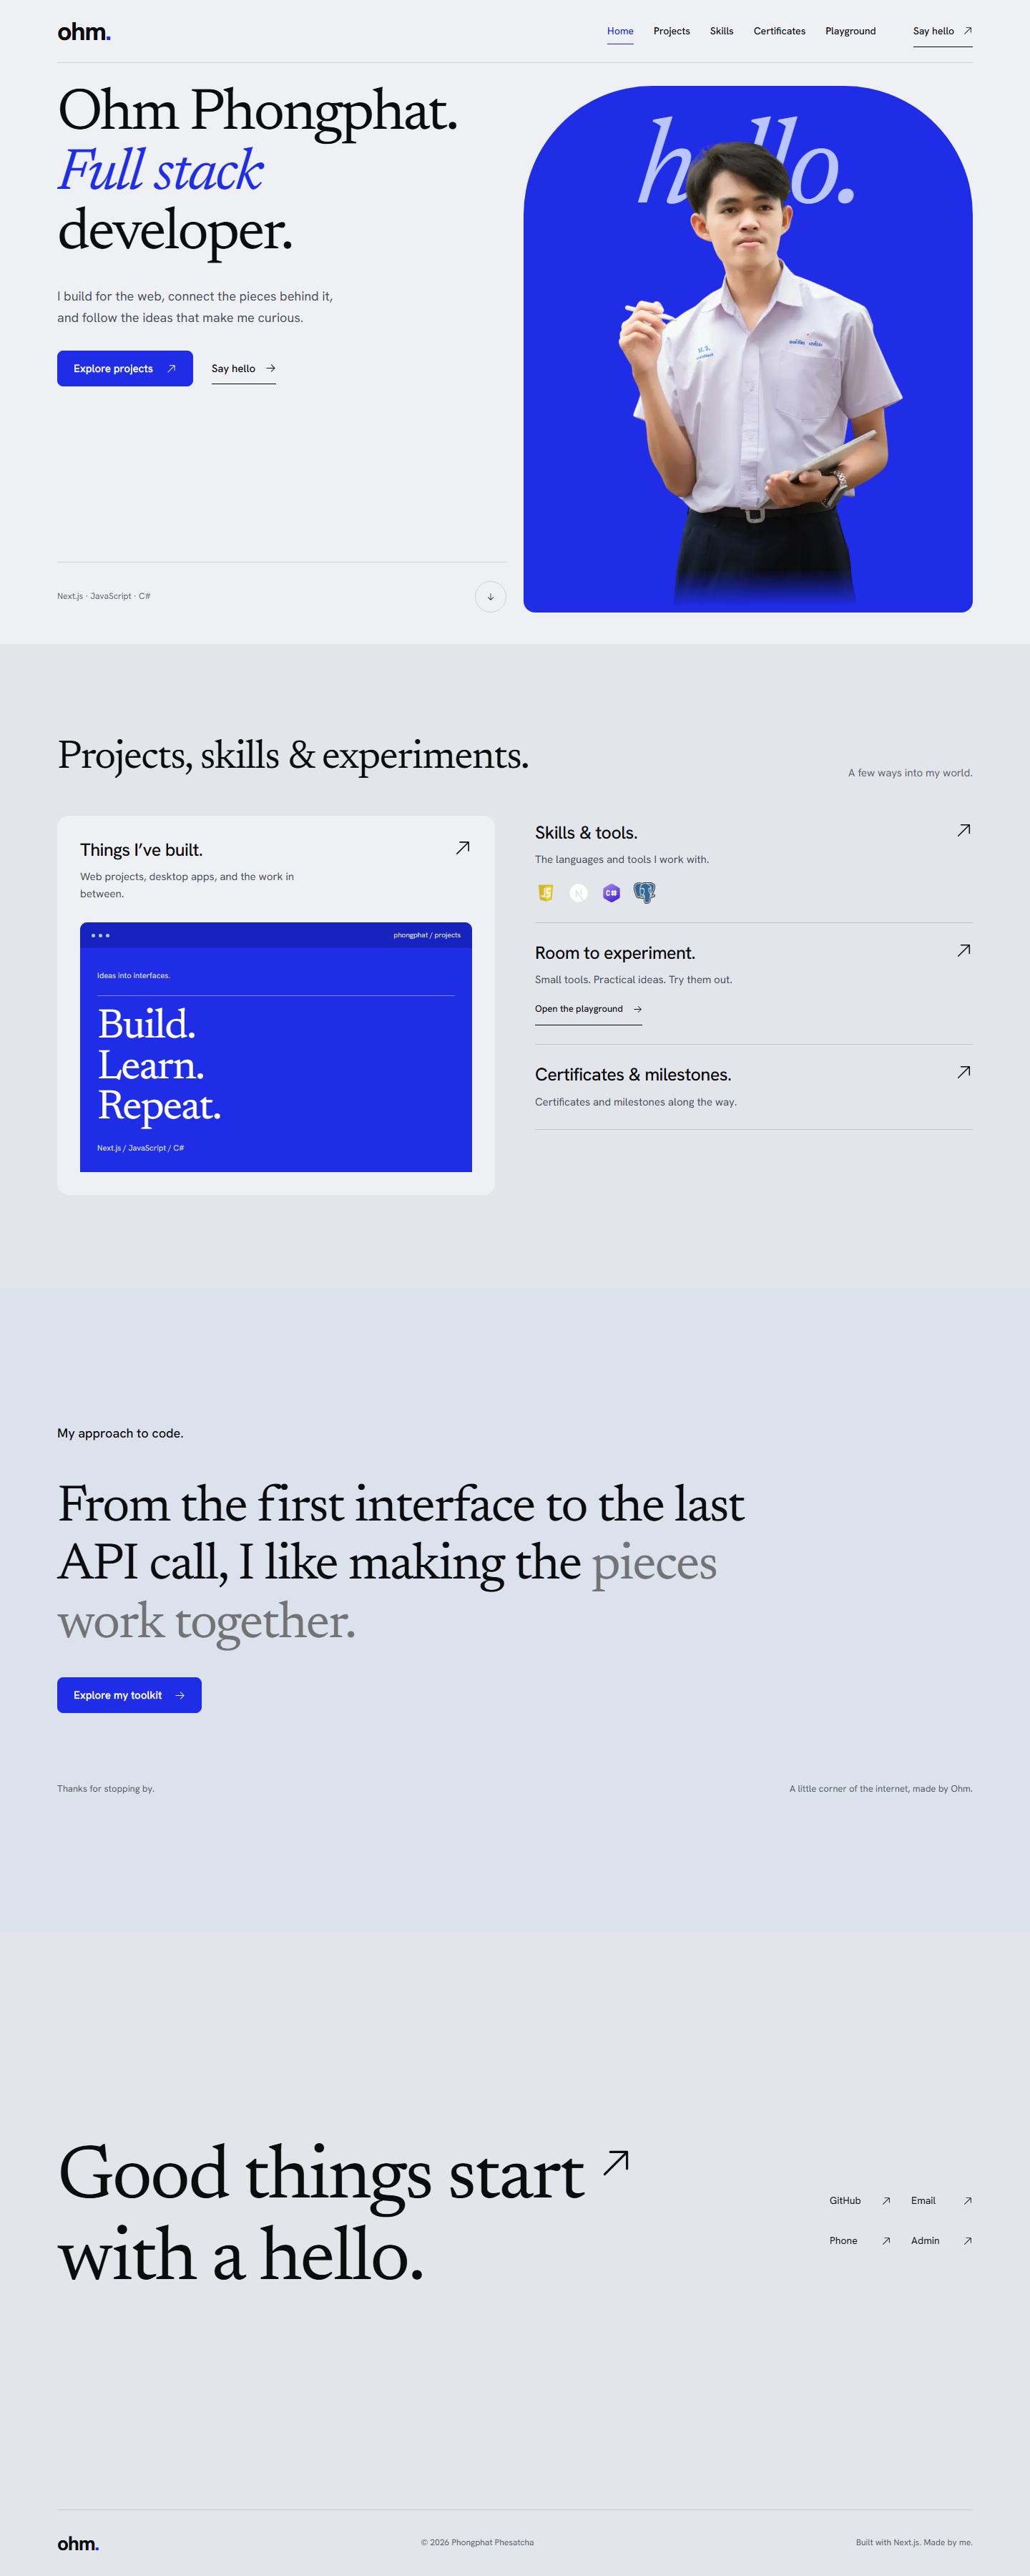 ohm.
Home
Projects
Skills
Certificates
Playground
Say hello
Ohm Phongphat.
Full stack
developer.
I build for the web, connect the pieces behind it,
and follow the ideas that make me curious.
Explore projects
Say hello
Next.js · JavaScript · C#
hello.
Projects, skills & experiments.
A few ways into my world.
Things I’ve built.
Web projects, desktop apps, and the work in
between.
phongphat / projects
Ideas into interfaces.
Build.
Learn.
Repeat.
Next.js / JavaScript / C#
Skills & tools.
The languages and tools I work with.
JS
N
C#
Room to experiment.
Small tools. Practical ideas. Try them out.
Open the playground
Certificates & milestones.
Certificates and milestones along the way.
My approach to code.
From the first interface to the last
API call, I like making the pieces
work together.
Explore my toolkit
Thanks for stopping by.
A little corner of the internet, made by Ohm.
Good things start
with a hello.
GitHub
Email
Phone
Admin
ohm.
© 2026 Phongphat Phesatcha
Built with Next.js. Made by me.